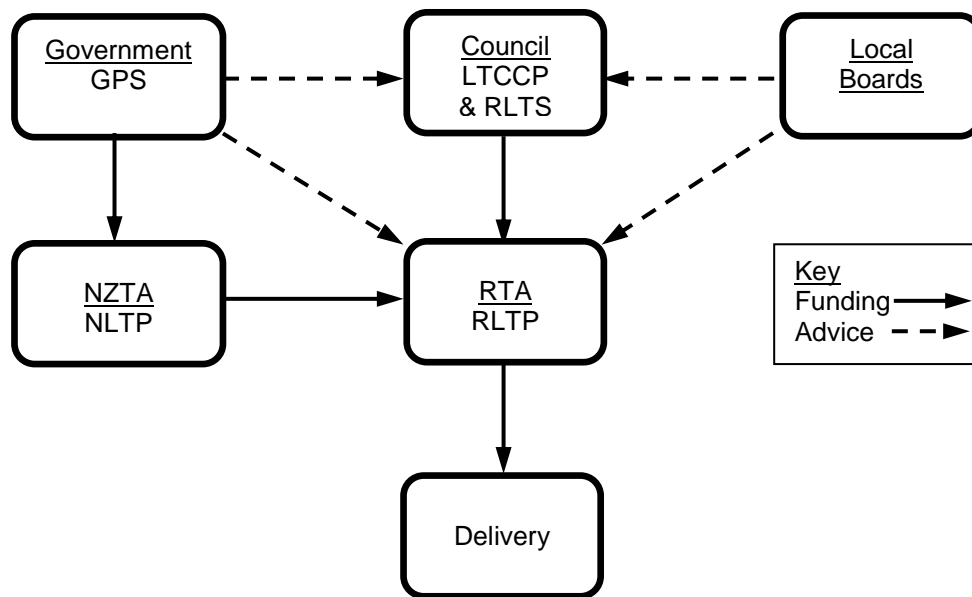 Government
GPS
Council
LTCCP
& RLTS
Local
Boards
NZTA
NLTP
RTA
RLTP
Key
Funding
Advice
Delivery